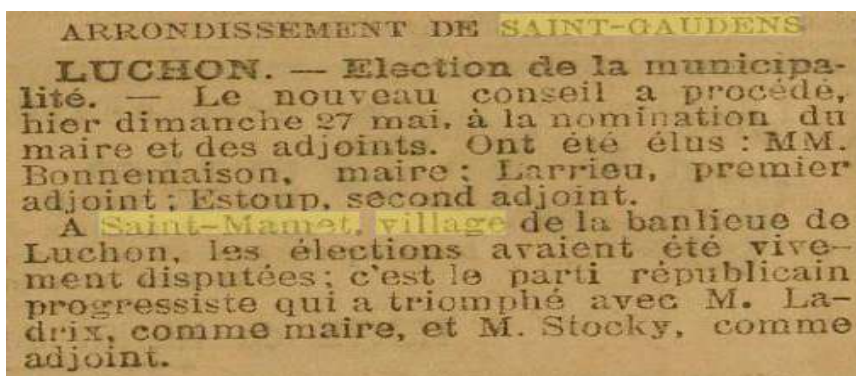 ARRONDISSEMENT DE SAINT-GAUDENS
LUCHON. — Election de la municipa-
lité. — Le nouveau conseil a procédé,
hier dimanche 27 mai, à la nomination du
maire et des adjoints. Ont été élus : MM.
Bonnemaison, maire ; Larrieu, premier
adjoint ; Estoup, second adjoint.
A Saint-Mamet, village de la banlieue de
Luchon, les élections avaient été vive-
ment disputées ; c'est le parti républicain
progressiste qui a triomphé avec M. La-
drix, comme maire, et M. Stocky, comme
adjoint.